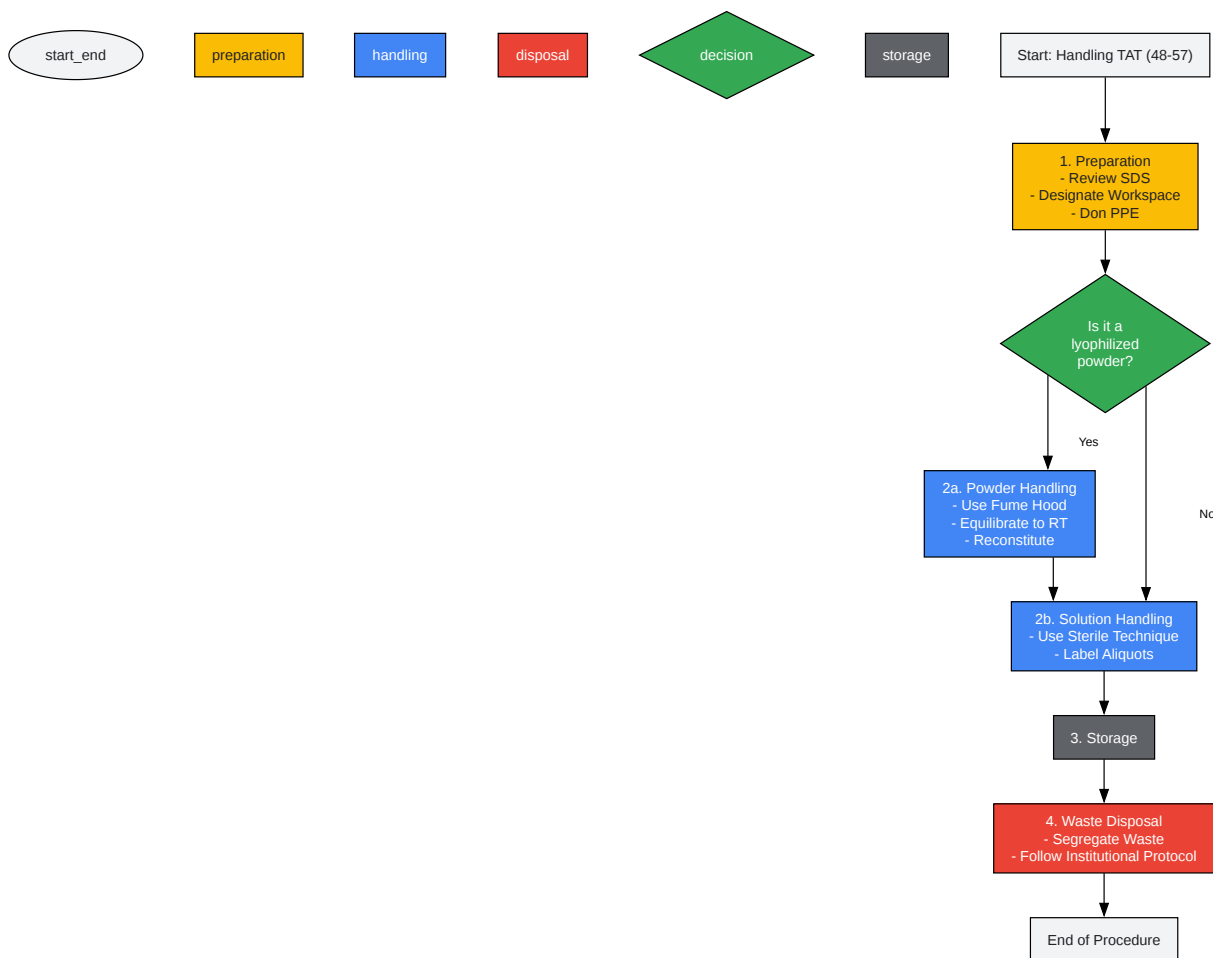 start_end
preparation
handling
disposal
decision
storage
Start: Handling TAT (48-57)
1. Preparation
- Review SDS
- Designate Workspace
- Don PPE
Is it a
lyophilized
powder?
Yes
2a. Powder Handling
- Use Fume Hood
- Equilibrate to RT
- Reconstitute
No
2b. Solution Handling
- Use Sterile Technique
- Label Aliquots
3. Storage
4. Waste Disposal
- Segregate Waste
- Follow Institutional Protocol
End of Procedure